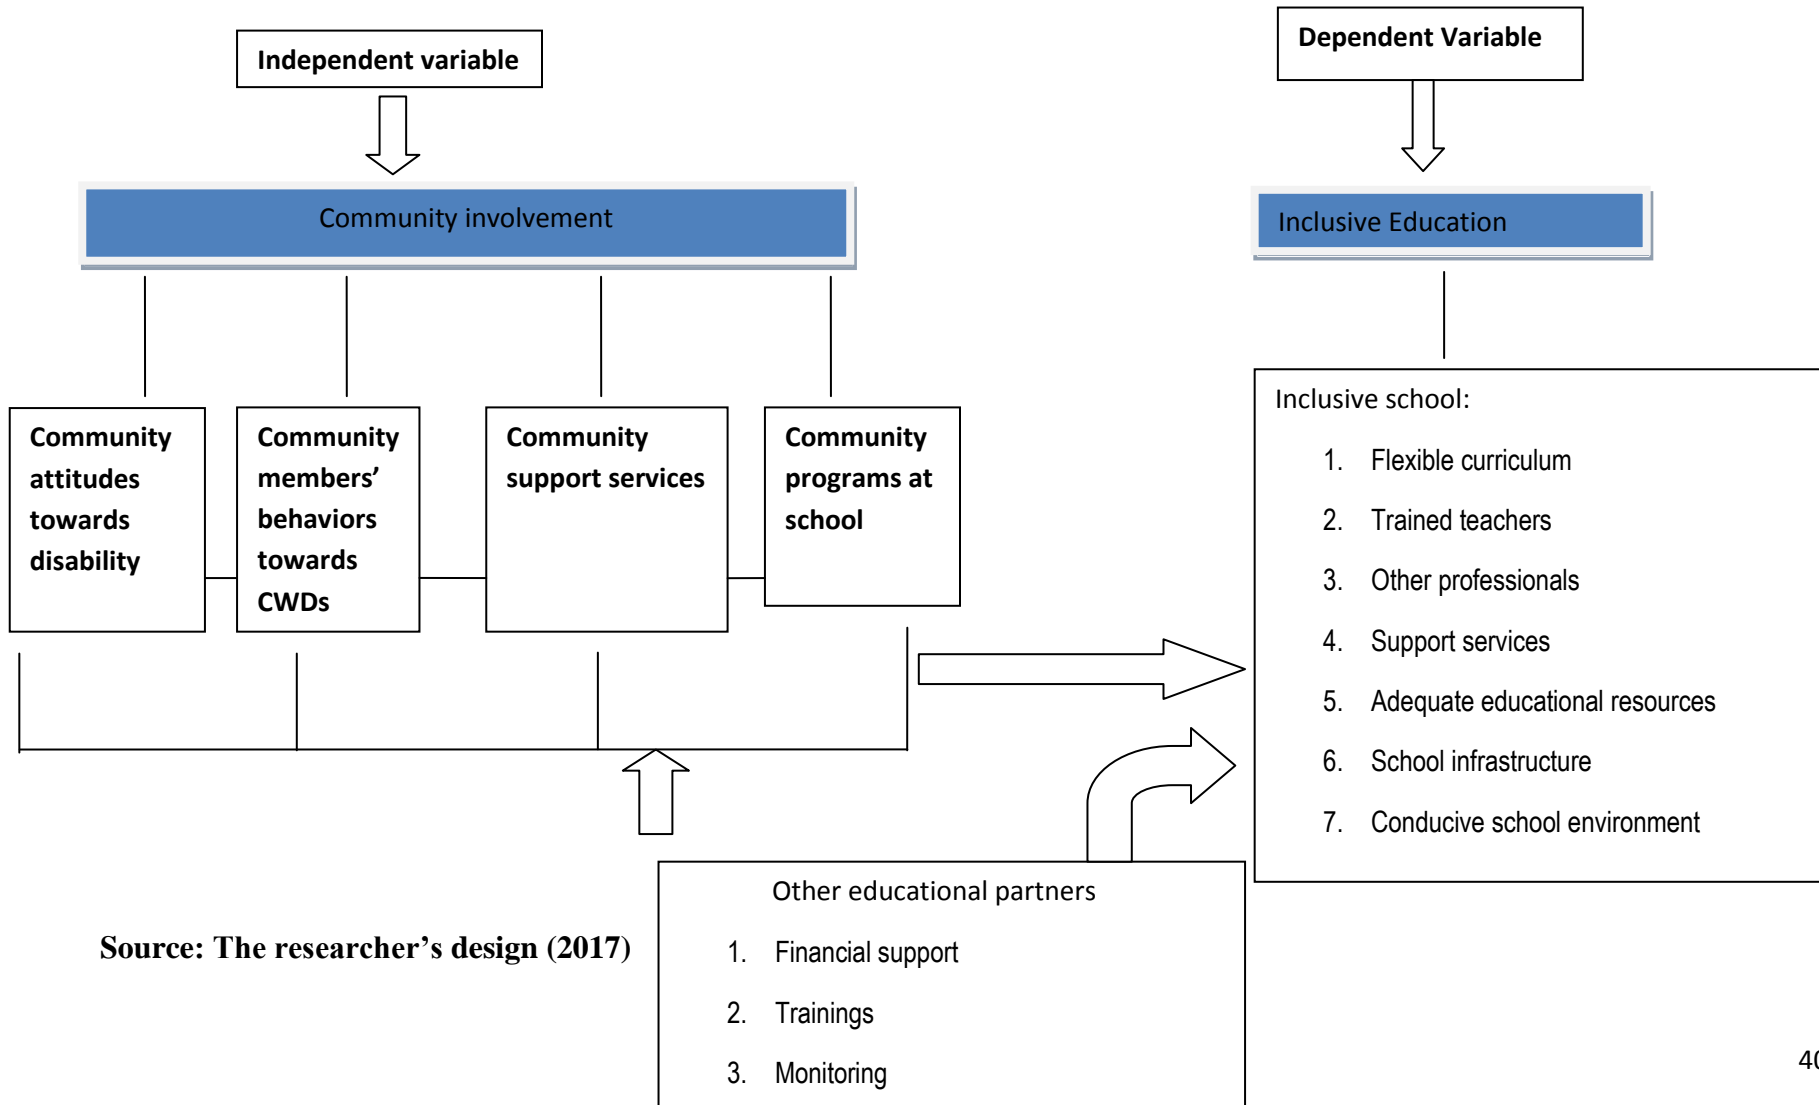 Independent variable
Dependent Variable
Community involvement
Inclusive Education
Community
attitudes
towards
disability
Community
members’
behaviors
towards
CWDs
Community
support services
Community
programs at
school
Inclusive school:
1. Flexible curriculum
2. Trained teachers
3. Other professionals
4. Support services
5. Adequate educational resources
6. School infrastructure
7. Conducive school environment
Other educational partners
1. Financial support
2. Trainings
3. Monitoring
Source: The researcher’s design (2017)
40